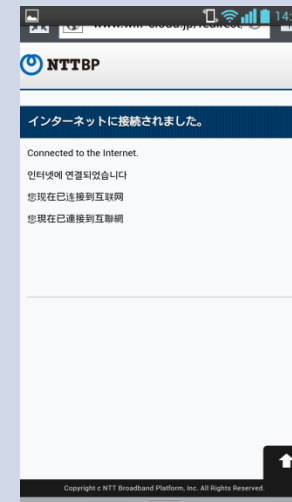 14:
NTTBP
インターネットに接続されました。
Connected to the Internet.
인터넷에 연결되었습니다
您现在已连接到互联网
您現在已連接到互聯網
Copyright c NTT Broadband Platform, Inc. All Rights Reserved.